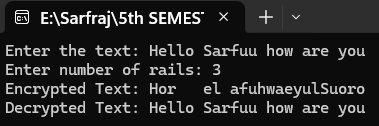 E:\Sarfraj\5th SEMES
Enter the text: Hello Sarfuu how are you
Enter number of rails: 3
Encrypted Text: Hor   el afuhwaeyulSuoro
Decrypted Text: Hello Sarfuu how are you